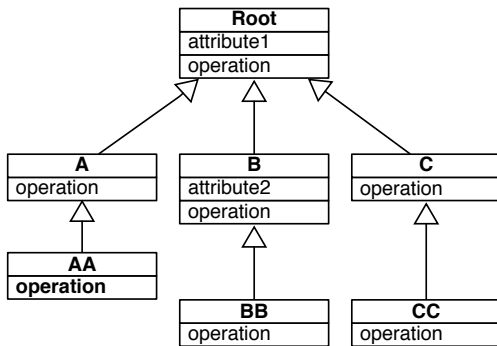 Root
attribute1
operation
A
operation
B
attribute2
operation
C
operation
AA
operation
BB
operation
CC
operation